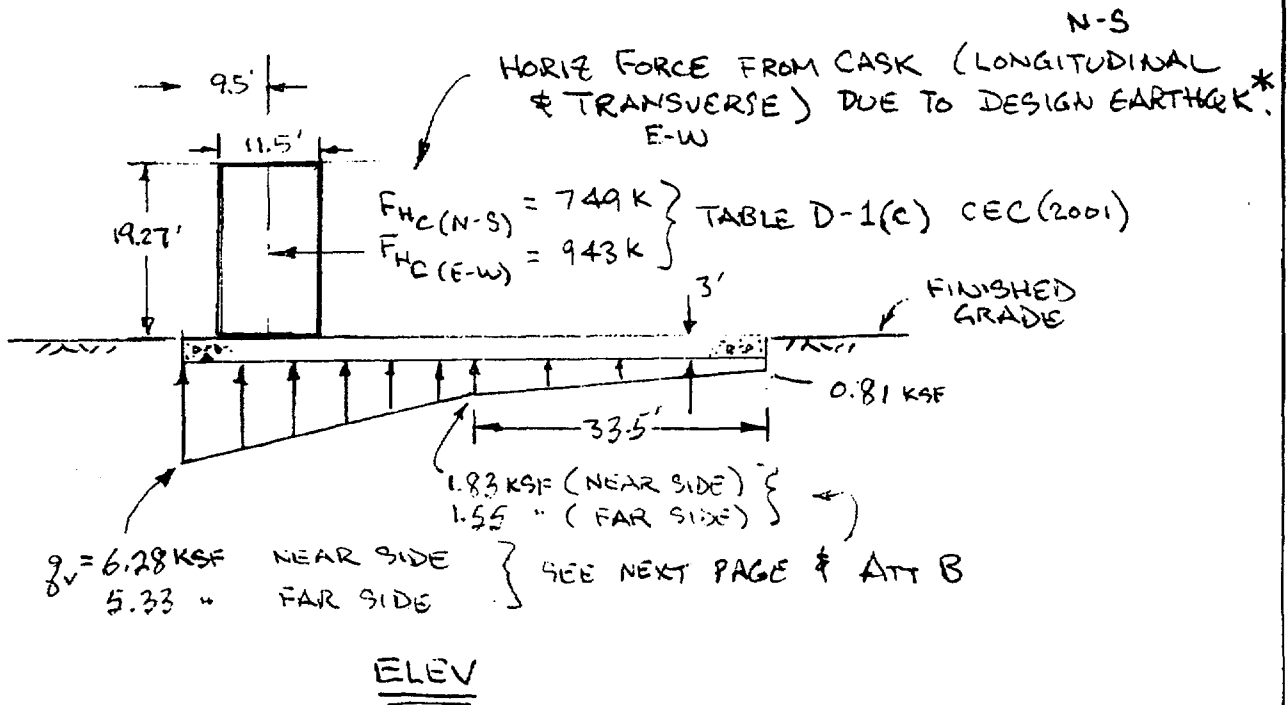 N-S
HORIZ FORCE FROM CASK (LONGITUDINAL
& TRANSVERSE) DUE TO DESIGN EARTHQK*.
E-W
9.5'
11.5'
19.27'
FHC(N-S) = 749 K } TABLE D-1(c) CEC(2001)
FHC(E-W) = 943 K
3'
FINISHED
GRADE
0.81 KSF
33.5'
1.83 KSF (NEAR SIDE)
1.55 " (FAR SIDE)
qv = 6.28 KSF NEAR SIDE } SEE NEXT PAGE & ATT B
5.33 " FAR SIDE
ELEV